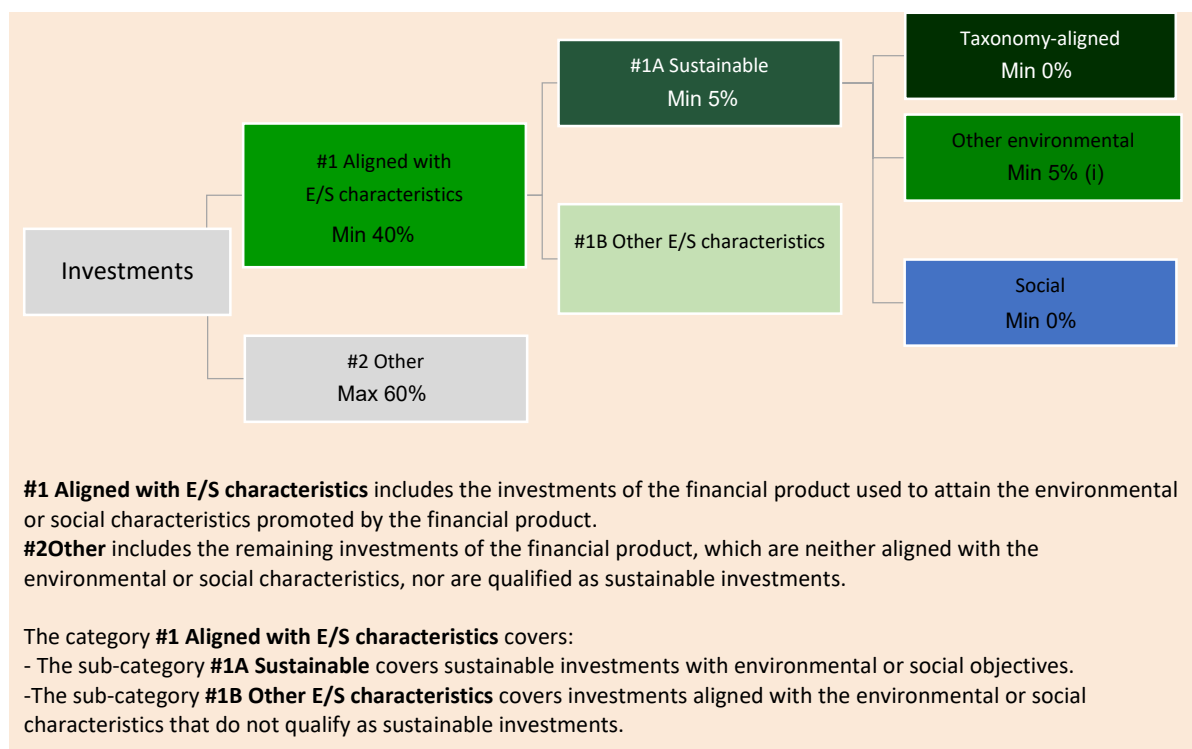 Taxonomy-aligned
Min 0%
#1A Sustainable
Min 5%
Other environmental
Min 5% (i)
#1 Aligned with
E/S characteristics
Min 40%
#1B Other E/S characteristics
Investments
Social
Min 0%
#2 Other
Max 60%
#1 Aligned with E/S characteristics includes the investments of the financial product used to attain the environmental
or social characteristics promoted by the financial product.
#2Other includes the remaining investments of the financial product, which are neither aligned with the
environmental or social characteristics, nor are qualified as sustainable investments.
The category #1 Aligned with E/S characteristics covers:
- The sub-category #1A Sustainable covers sustainable investments with environmental or social objectives.
-The sub-category #1B Other E/S characteristics covers investments aligned with the environmental or social
characteristics that do not qualify as sustainable investments.